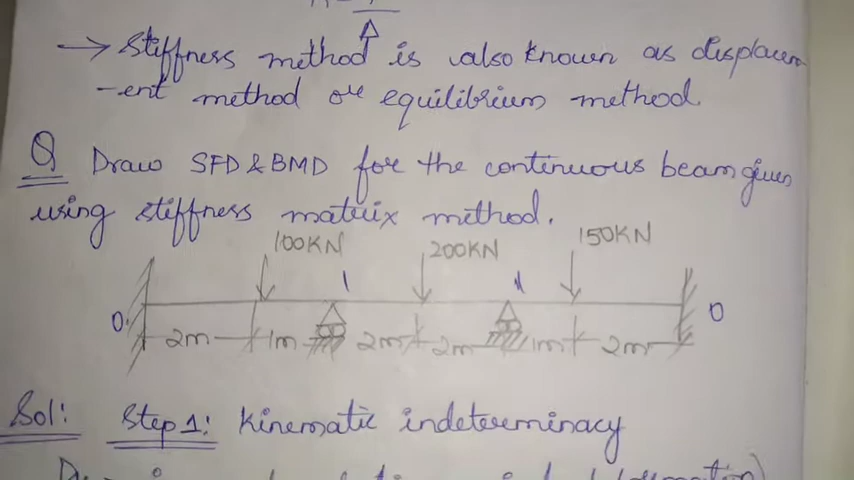 → Stiffness method is also known as displacem-
-ent method or equilibrium method.
Q Draw SFD & BMD for the continuous beam given
using stiffness matrix method.
100KN 200KN 150KN
1 1
0 0
2m 1m 2m 2m 1m 2m
Sol: Step 1: Kinematic indeterminacy